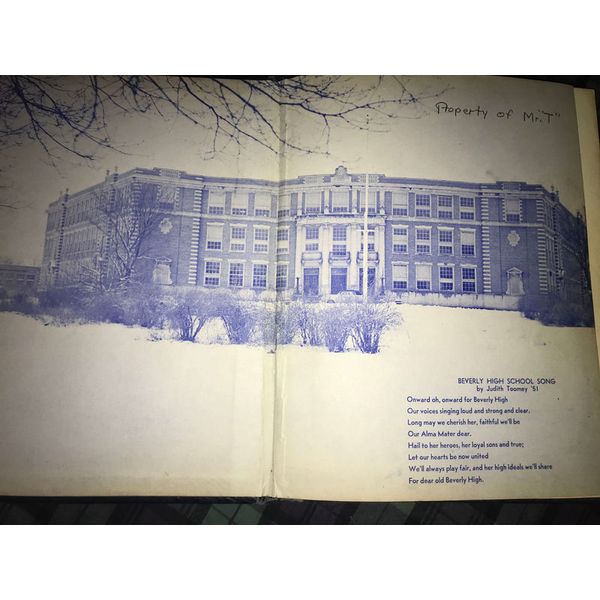 Property of Mr. "T"
BEVERLY HIGH SCHOOL SONG
by Judith Toomey '51
Onward oh, onward for Beverly High
Our voices singing loud and strong and clear,
Long may we cherish her, faithful we'll be
Our Alma Mater dear.
Hail to her heroes, her loyal sons and true;
Let our hearts be now united
We'll always play fair, and her high ideals we'll share
For dear old Beverly High.